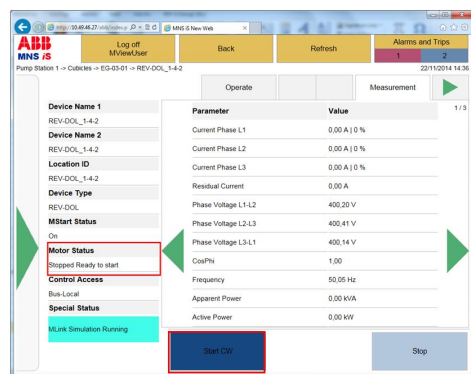 http://10.49.46.27/abb/index.p
MNS iS New Web
ABB
MNS iS
Log off
MViewUser
Back
Refresh
Alarms and Trips
1
2
Pump Station 1 -> Cubicles -> EG-03-01 -> REV-DOL_1-4-2
22/11/2014 14:36
Operate
Measurement
1 / 3
Device Name 1
REV-DOL_1-4-2
Device Name 2
REV-DOL_1-4-2
Location ID
REV-DOL_1-4-2
Device Type
REV-DOL
MStart Status
On
Motor Status
Stopped Ready to start
Control Access
Bus-Local
Special Status
MLink Simulation Running
Parameter Value
Current Phase L1 0,00 A | 0 %
Current Phase L2 0,00 A | 0 %
Current Phase L3 0,00 A | 0 %
Residual Current 0,00 A
Phase Voltage L1-L2 400,20 V
Phase Voltage L2-L3 400,41 V
Phase Voltage L3-L1 400,14 V
CosPhi 1,00
Frequency 50,05 Hz
Apparent Power 0,00 kVA
Active Power 0,00 kW
Start CW
Stop